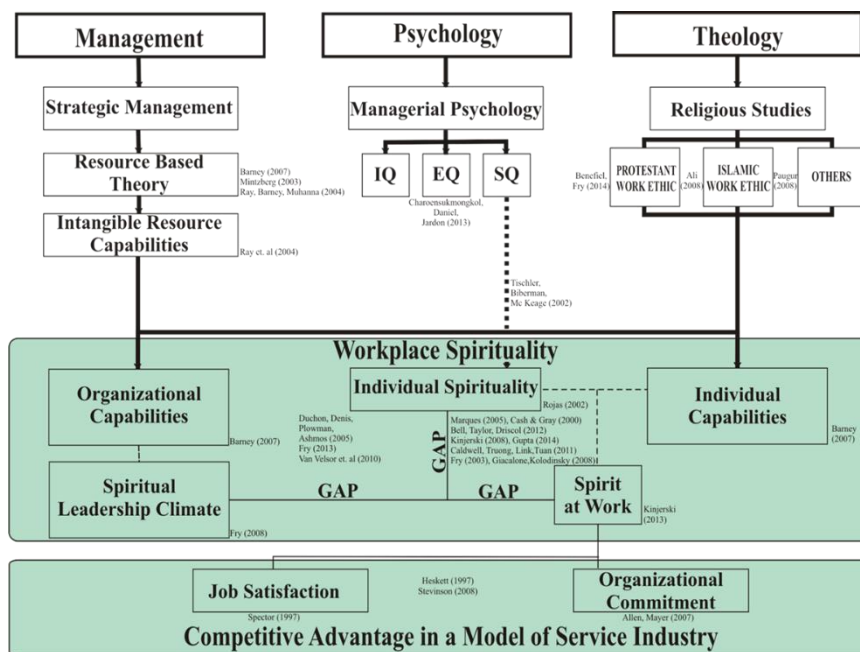 Management
Psychology
Theology
Strategic Management
Managerial Psychology
Religious Studies
Resource Based
Theory
Barney (2007)
Mintzberg (2003)
Ray, Barney, Muhanna (2004)
IQ
EQ
SQ
Charoensukmongkol,
Daniel,
Jardon (2013)
Benefiel,
Fry (2014)
PROTESTANT
WORK ETHIC
Ali
(2008)
ISLAMIC
WORK ETHIC
Paugur
(2008)
OTHERS
Intangible Resource
Capabilities
Ray et. al (2004)
Tischler,
Biberman,
Mc Keage (2002)
Workplace Spirituality
Organizational
Capabilities
Barney (2007)
Individual Spirituality
Rojas (2002)
Individual
Capabilities
Barney
(2007)
Duchon, Denis,
Plowman,
Ashmos (2005)
Fry (2013)
Van Velsor et. al (2010)
GAP
Marques (2005), Cash & Gray (2000)
Bell, Taylor, Driscol (2012)
Kinjerski (2008), Gupta (2014)
Caldwell, Truong, Link,Tuan (2011)
Fry (2003), Giacalone,Kolodinsky (2008)
Spiritual
Leadership Climate
Fry (2008)
GAP
GAP
Spirit
at Work
Kinjerski
(2013)
Job Satisfaction
Spector (1997)
Heskett (1997)
Stevinson (2008)
Organizational
Commitment
Allen, Mayer (2007)
Competitive Advantage in a Model of Service Industry